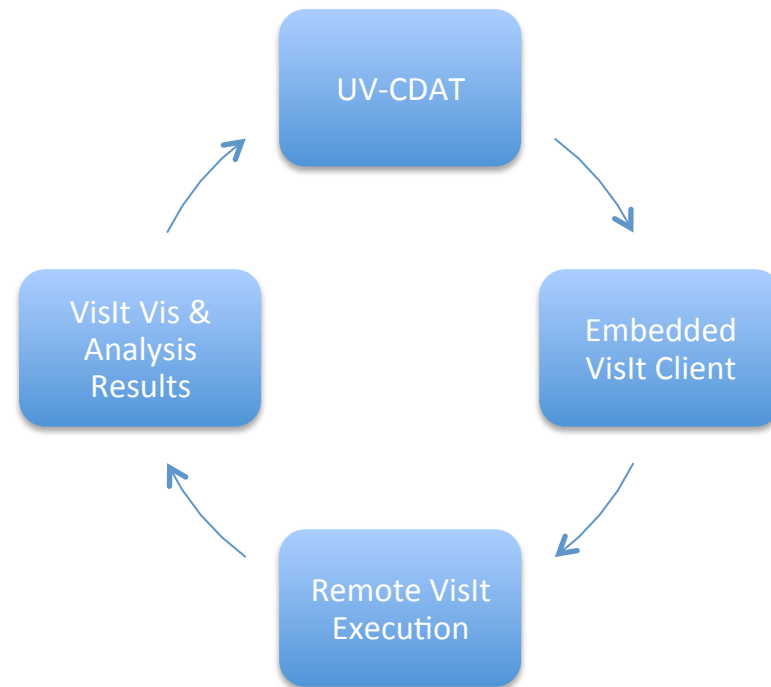 UV-CDAT
Embedded
VisIt Client
Remote VisIt
Execution
VisIt Vis &
Analysis
Results